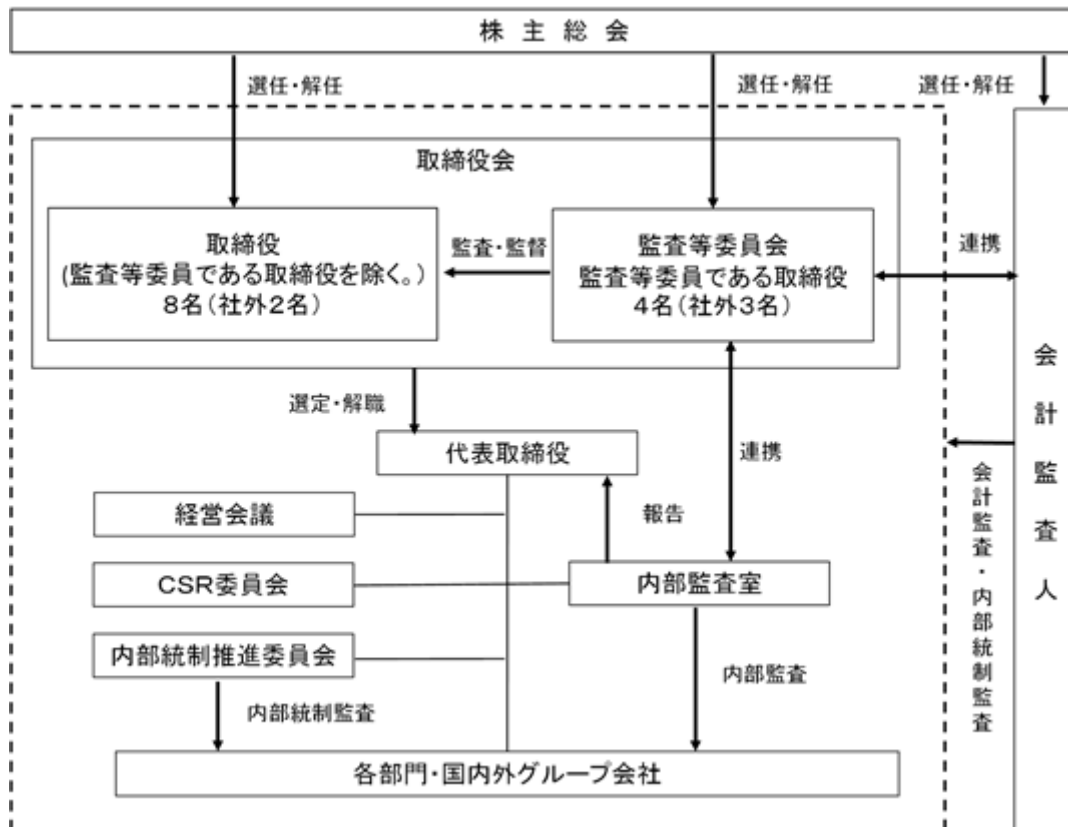 株主総会
選任・解任
選任・解任
選任・解任
取締役会
取締役
(監査等委員である取締役を除く。)
8名(社外2名)
監査・監督
監査等委員会
監査等委員である取締役
4名(社外3名)
連携
会計監査人
選定・解職
代表取締役
連携
報告
経営会議
CSR委員会
内部監査室
内部統制推進委員会
会計監査・内部統制監査
内部監査
内部統制監査
各部門・国内外グループ会社